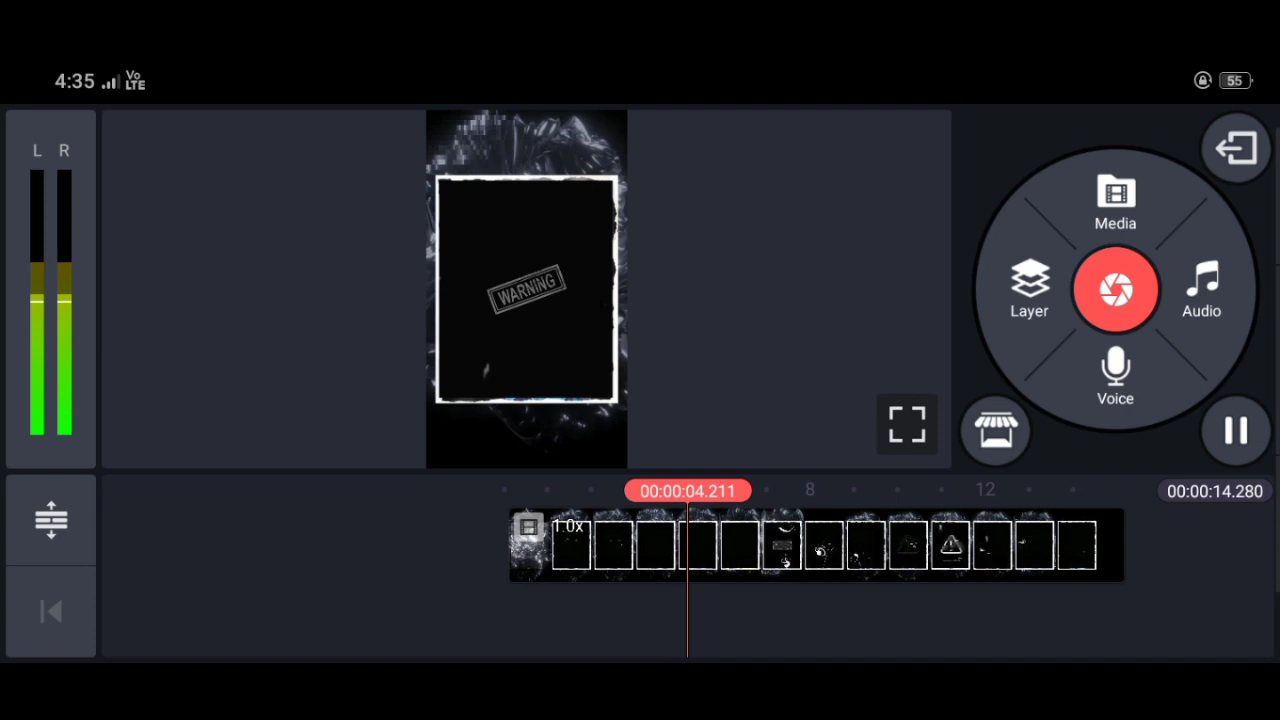 4:35 Vo LTE 55
L R
WARNING
Media
Layer
Audio
Voice
00:00:04.211 8 12 00:00:14.280
1.0x